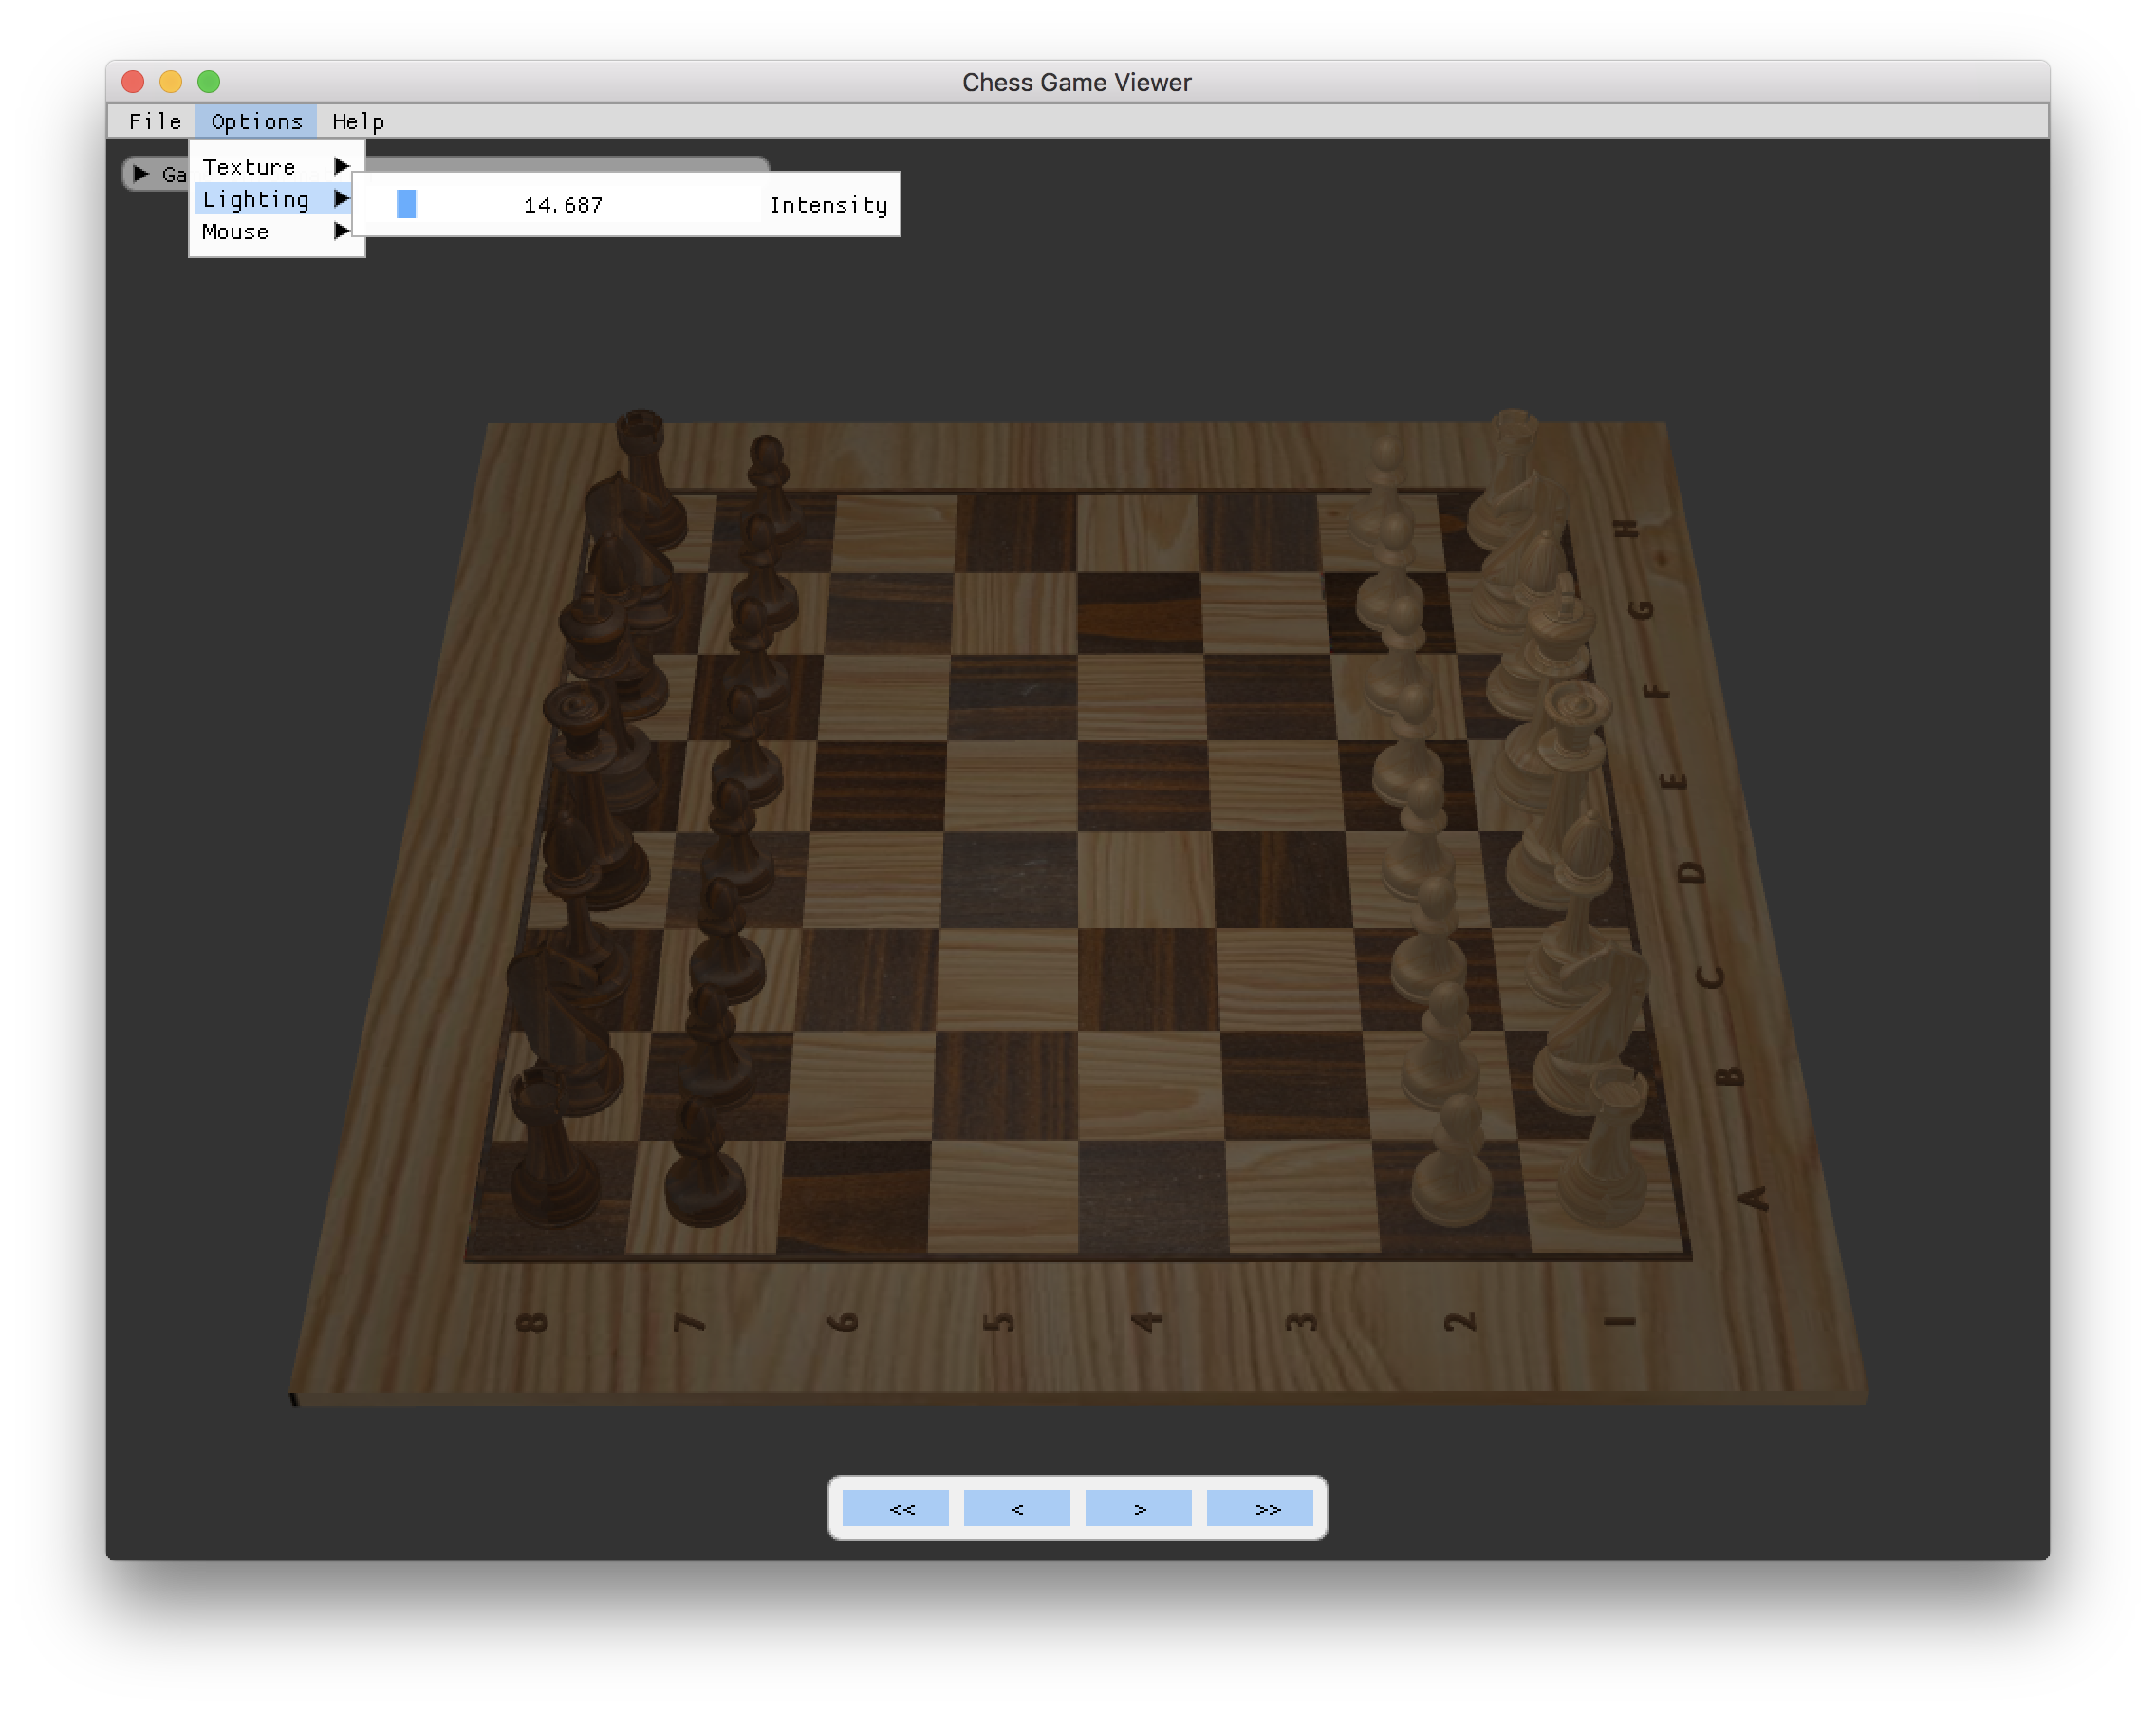 Chess Game Viewer
File Options Help
Texture
Ga
Lighting
14.687 Intensity
Mouse
H
G
F
E
D
C
B
A
8 7 6 5 4 3 2 1
<< < > >>